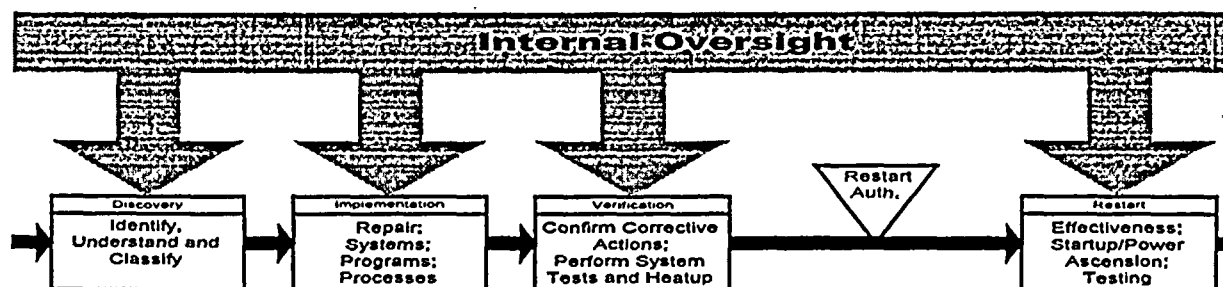 Internal Oversight
Restart
Auth.
Discovery
Identify,
Understand and
Classify
Implementation
Repair;
Systems;
Programs;
Processes
Verification
Confirm Corrective
Actions;
Perform System
Tests and Heatup
Restart
Effectiveness;
Startup/Power
Ascension;
Testing